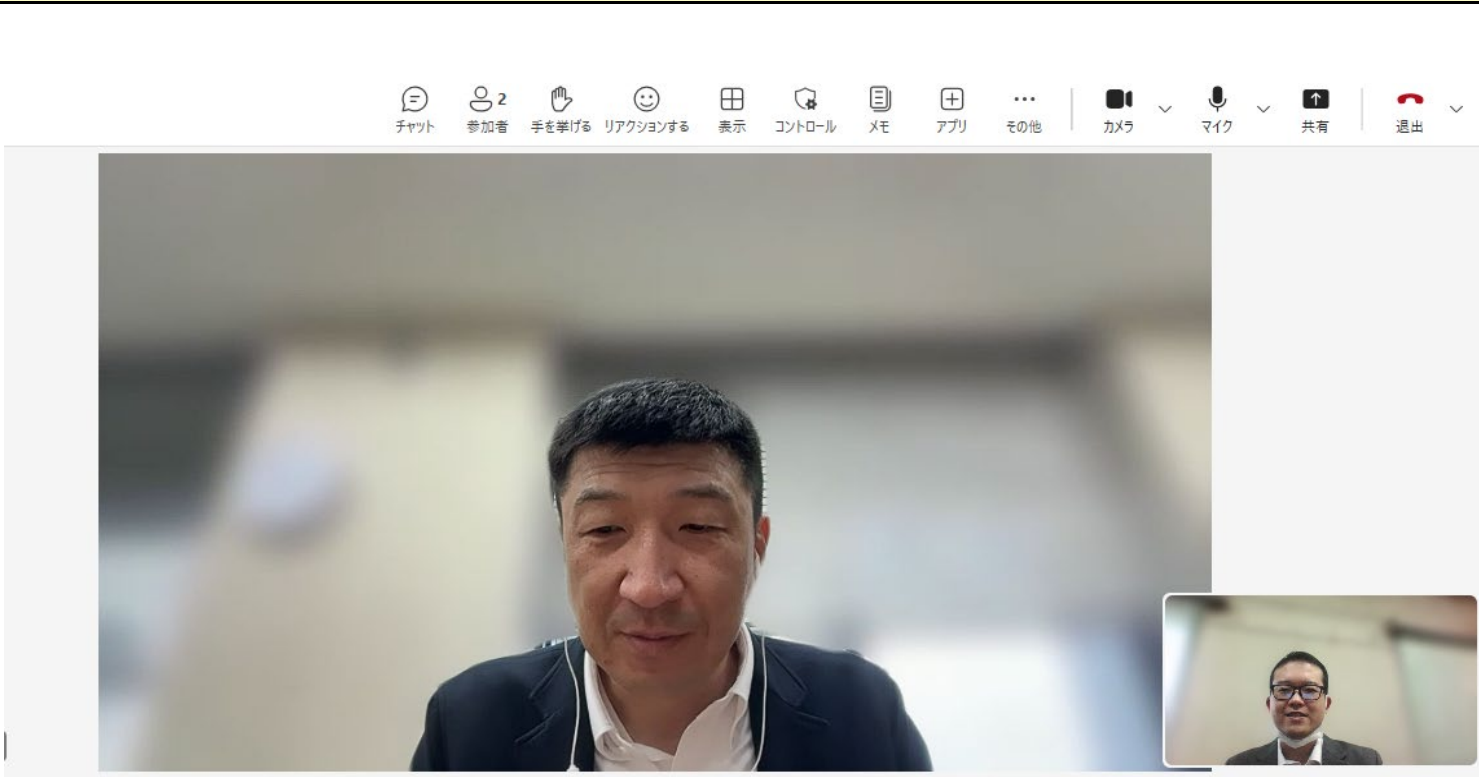 2
チャット 参加者 手を挙げる リアクションする 表示 コントロール メモ アプリ その他 カメラ マイク 共有 退出